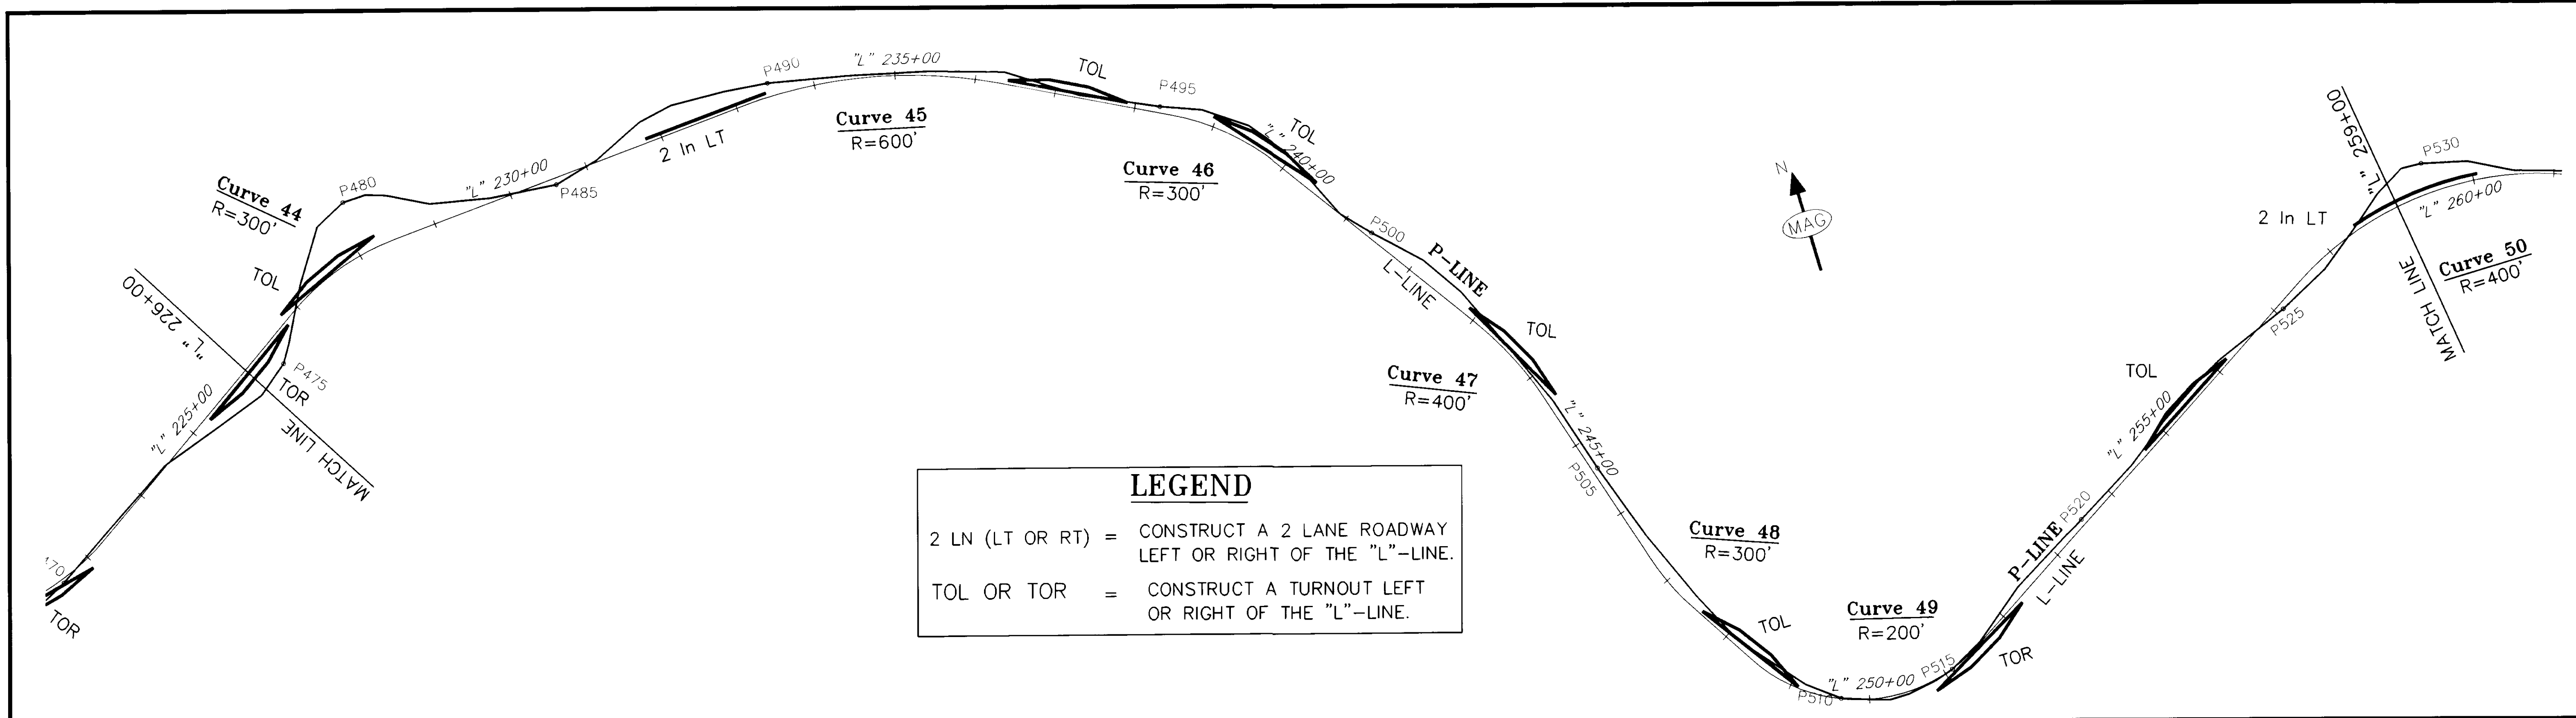 P490
"L" 235+00
TOL
P495
Curve 45
R=600'
2 ln LT
TOL
"L" 240+00
Curve 46
R=300'
P480
"L" 230+00
P485
Curve 44
R=300'
TOL
"L" 226+00
MATCH LINE
P475
TOR
"L" 225+00
TOR
P500
P-LINE
L-LINE
TOL
Curve 47
R=400'
"L" 245+00
P505
N
MAG
LEGEND
2 LN (LT OR RT) = CONSTRUCT A 2 LANE ROADWAY
LEFT OR RIGHT OF THE "L"-LINE.
TOL OR TOR = CONSTRUCT A TURNOUT LEFT
OR RIGHT OF THE "L"-LINE.
Curve 48
R=300'
TOL
P510
"L" 250+00
Curve 49
R=200'
P515
TOR
P-LINE
L-LINE
P520
"L" 255+00
TOL
P525
2 ln LT
"L" 259+00
MATCH LINE
P530
"L" 260+00
Curve 50
R=400'